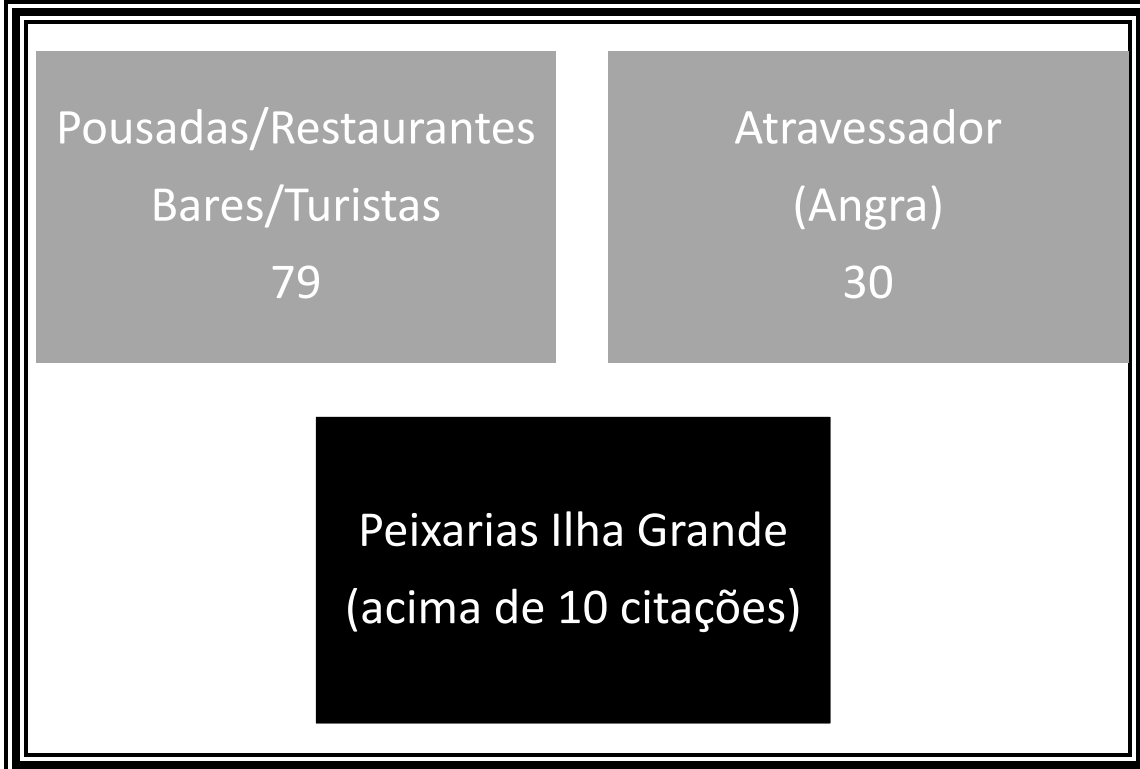 Pousadas/Restaurantes
Bares/Turistas
79
Atravessador
(Angra)
30
Peixarias Ilha Grande
(acima de 10 citações)